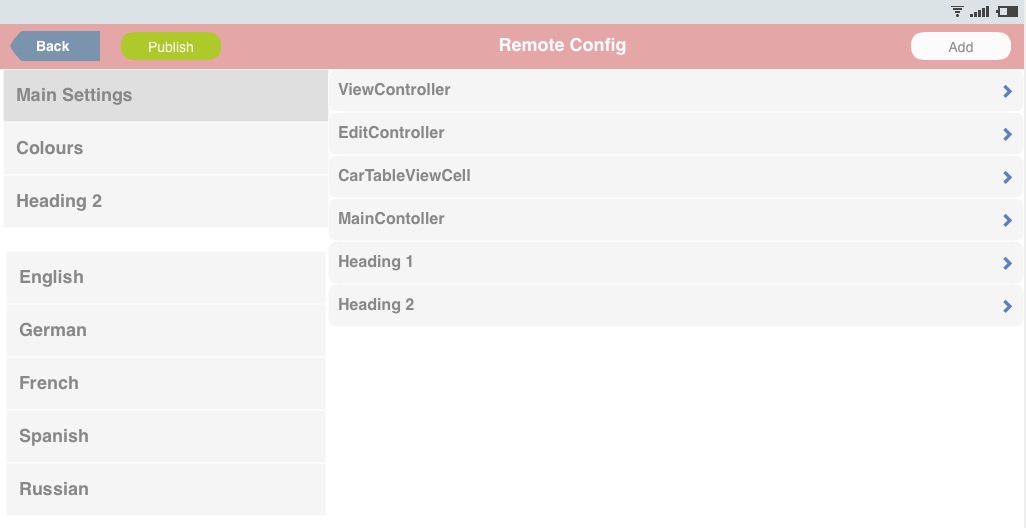 Back
Publish
Remote Config
Add
Main Settings
Colours
Heading 2
English
German
French
Spanish
Russian
ViewController
EditController
CarTableViewCell
MainContoller
Heading 1
Heading 2